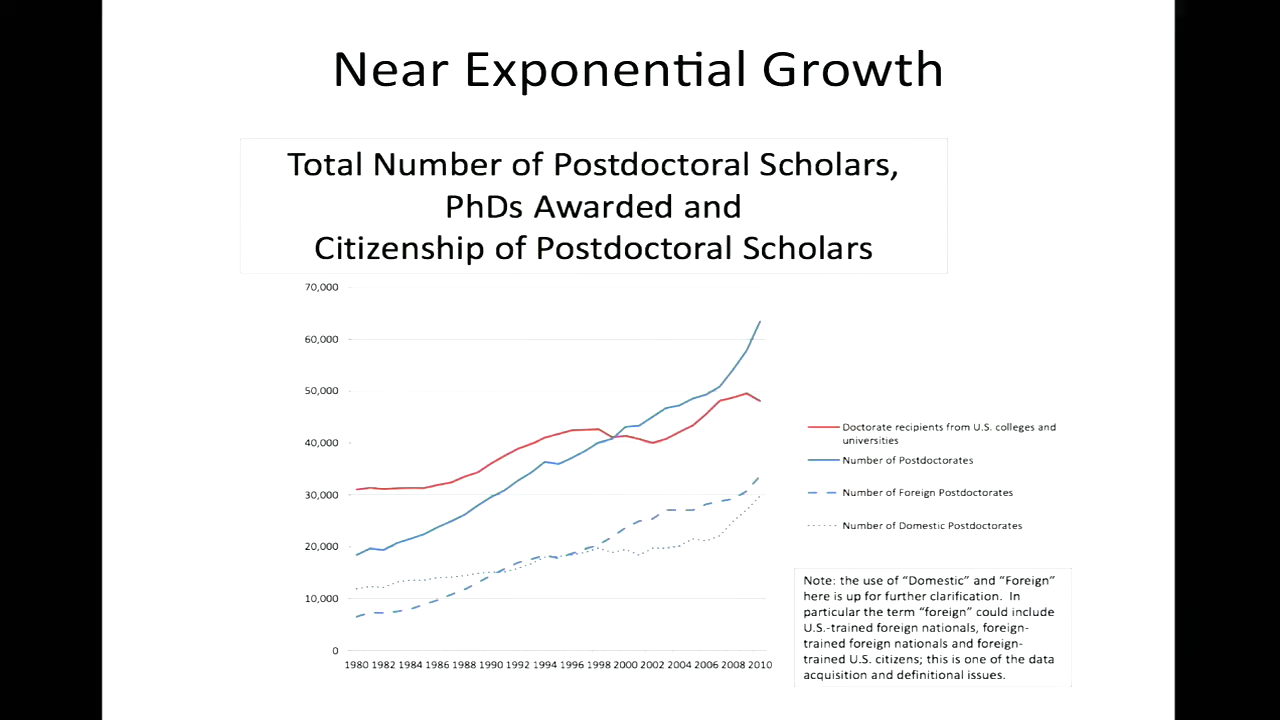 Near Exponential Growth
Total Number of Postdoctoral Scholars,
PhDs Awarded and
Citizenship of Postdoctoral Scholars
70,000
60,000
50,000
40,000
30,000
20,000
10,000
0
1980 1982 1984 1986 1988 1990 1992 1994 1996 1998 2000 2002 2004 2006 2008 2010
Doctorate recipients from U.S. colleges and
universities
Number of Postdoctorates
Number of Foreign Postdoctorates
Number of Domestic Postdoctorates
Note: the use of “Domestic” and “Foreign”
here is up for further clarification. In
particular the term “foreign” could include
U.S.-trained foreign nationals, foreign-
trained foreign nationals and foreign-
trained U.S. citizens; this is one of the data
acquisition and definitional issues.